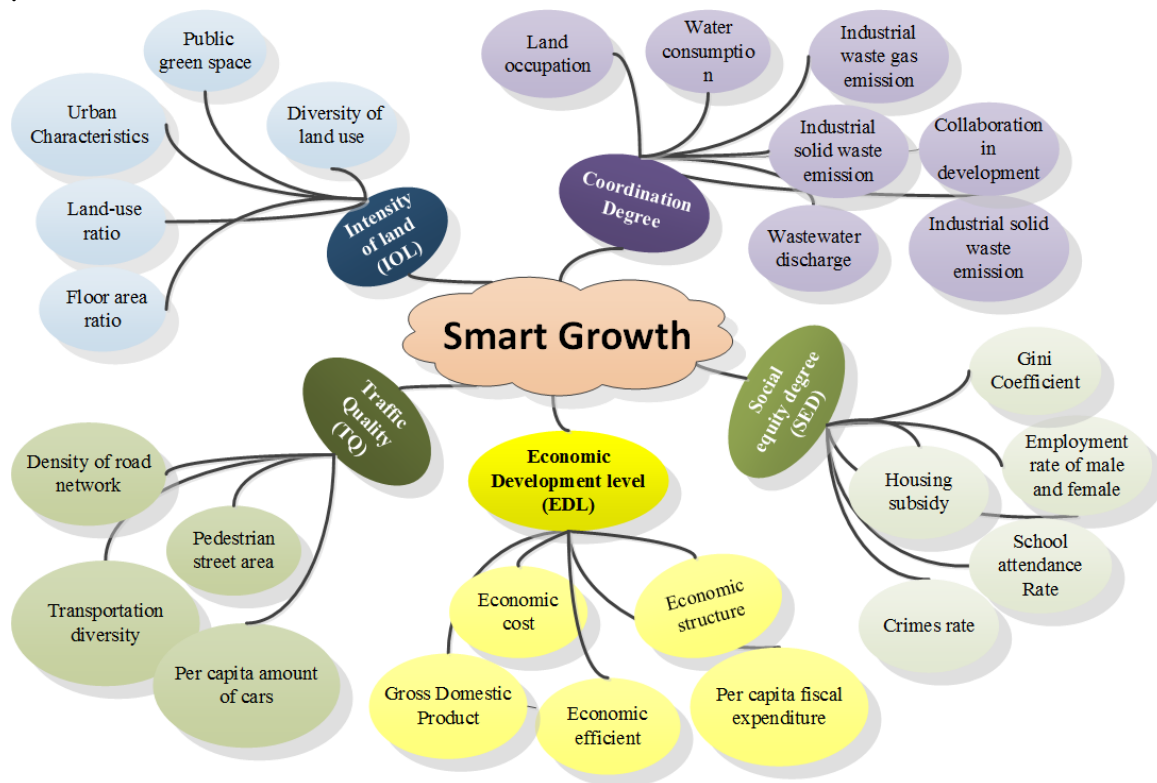 Public
green space
Urban
Characteristics
Diversity of
land use
Land-use
ratio
Floor area
ratio
Intensity
of land
(IOL)
Land
occupation
Water
consumptio
n
Industrial
waste gas
emission
Industrial
solid waste
emission
Collaboration
in
development
Coordination
Degree
Wastewater
discharge
Industrial solid
waste
emission
Smart Growth
Traffic
Quality
(TQ)
Density of road
network
Pedestrian
street area
Transportation
diversity
Per capita amount
of cars
Economic
Development level
(EDL)
Economic
cost
Economic
structure
Gross Domestic
Product
Economic
efficient
Per capita fiscal
expenditure
Social
equity degree
(SED)
Gini
Coefficient
Employment
rate of male
and female
Housing
subsidy
School
attendance
Rate
Crimes rate